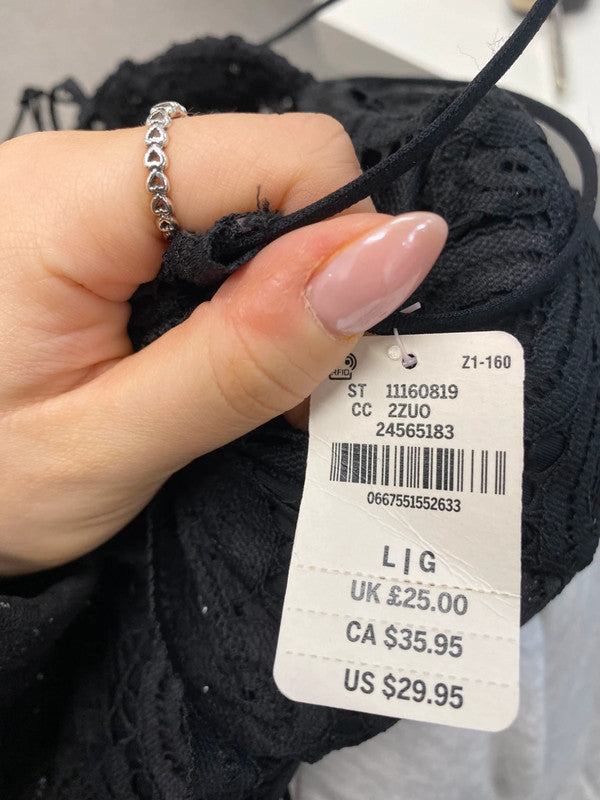 Z1-160
RFID
ST 11160819
CC 2ZUO
24565183
0667551552633
L|G
UK £25.00
CA $35.95
US $29.95